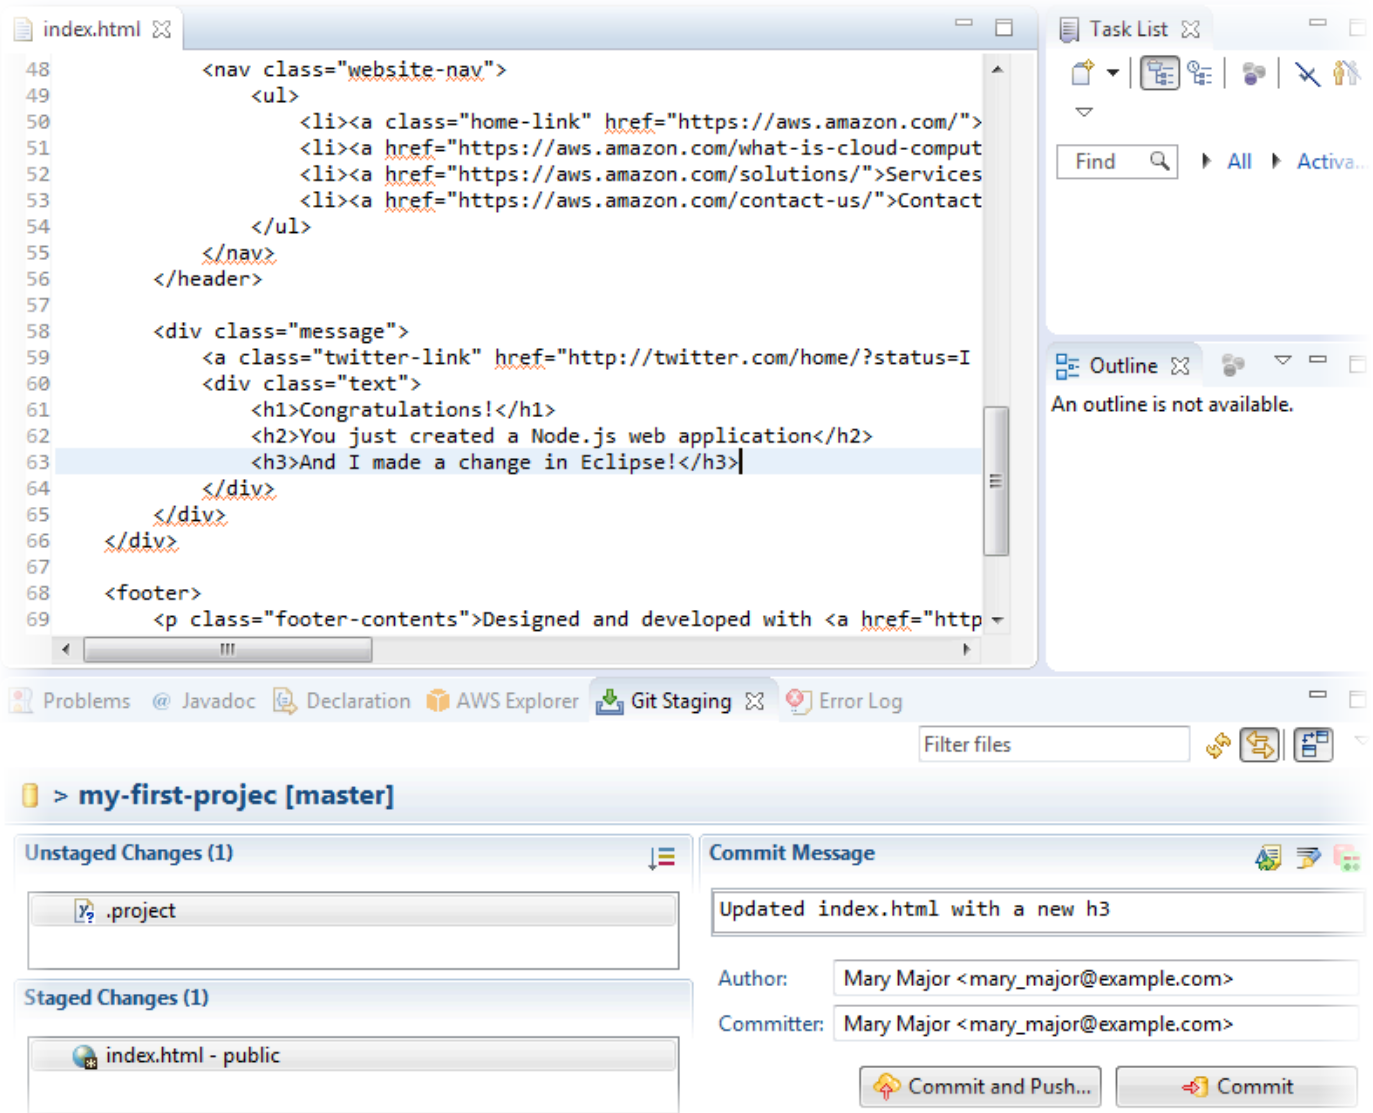 index.html
48 <nav class="website-nav">
49 <ul>
50 <li><a class="home-link" href="https://aws.amazon.com/">
51 <li><a href="https://aws.amazon.com/what-is-cloud-comput
52 <li><a href="https://aws.amazon.com/solutions/">Services
53 <li><a href="https://aws.amazon.com/contact-us/">Contact
54 </ul>
55 </nav>
56 </header>
57
58 <div class="message">
59 <a class="twitter-link" href="http://twitter.com/home/?status=I
60 <div class="text">
61 <h1>Congratulations!</h1>
62 <h2>You just created a Node.js web application</h2>
63 <h3>And I made a change in Eclipse!</h3>
64 </div>
65 </div>
66 </div>
67
68 <footer>
69 <p class="footer-contents">Designed and developed with <a href="http
Task List
Find All Activa...
Outline
An outline is not available.
Problems @ Javadoc Declaration AWS Explorer Git Staging Error Log
Filter files
> my-first-projec [master]
Unstaged Changes (1)
.project
Staged Changes (1)
index.html - public
Commit Message
Updated index.html with a new h3
Author: Mary Major <mary_major@example.com>
Committer: Mary Major <mary_major@example.com>
Commit and Push... Commit